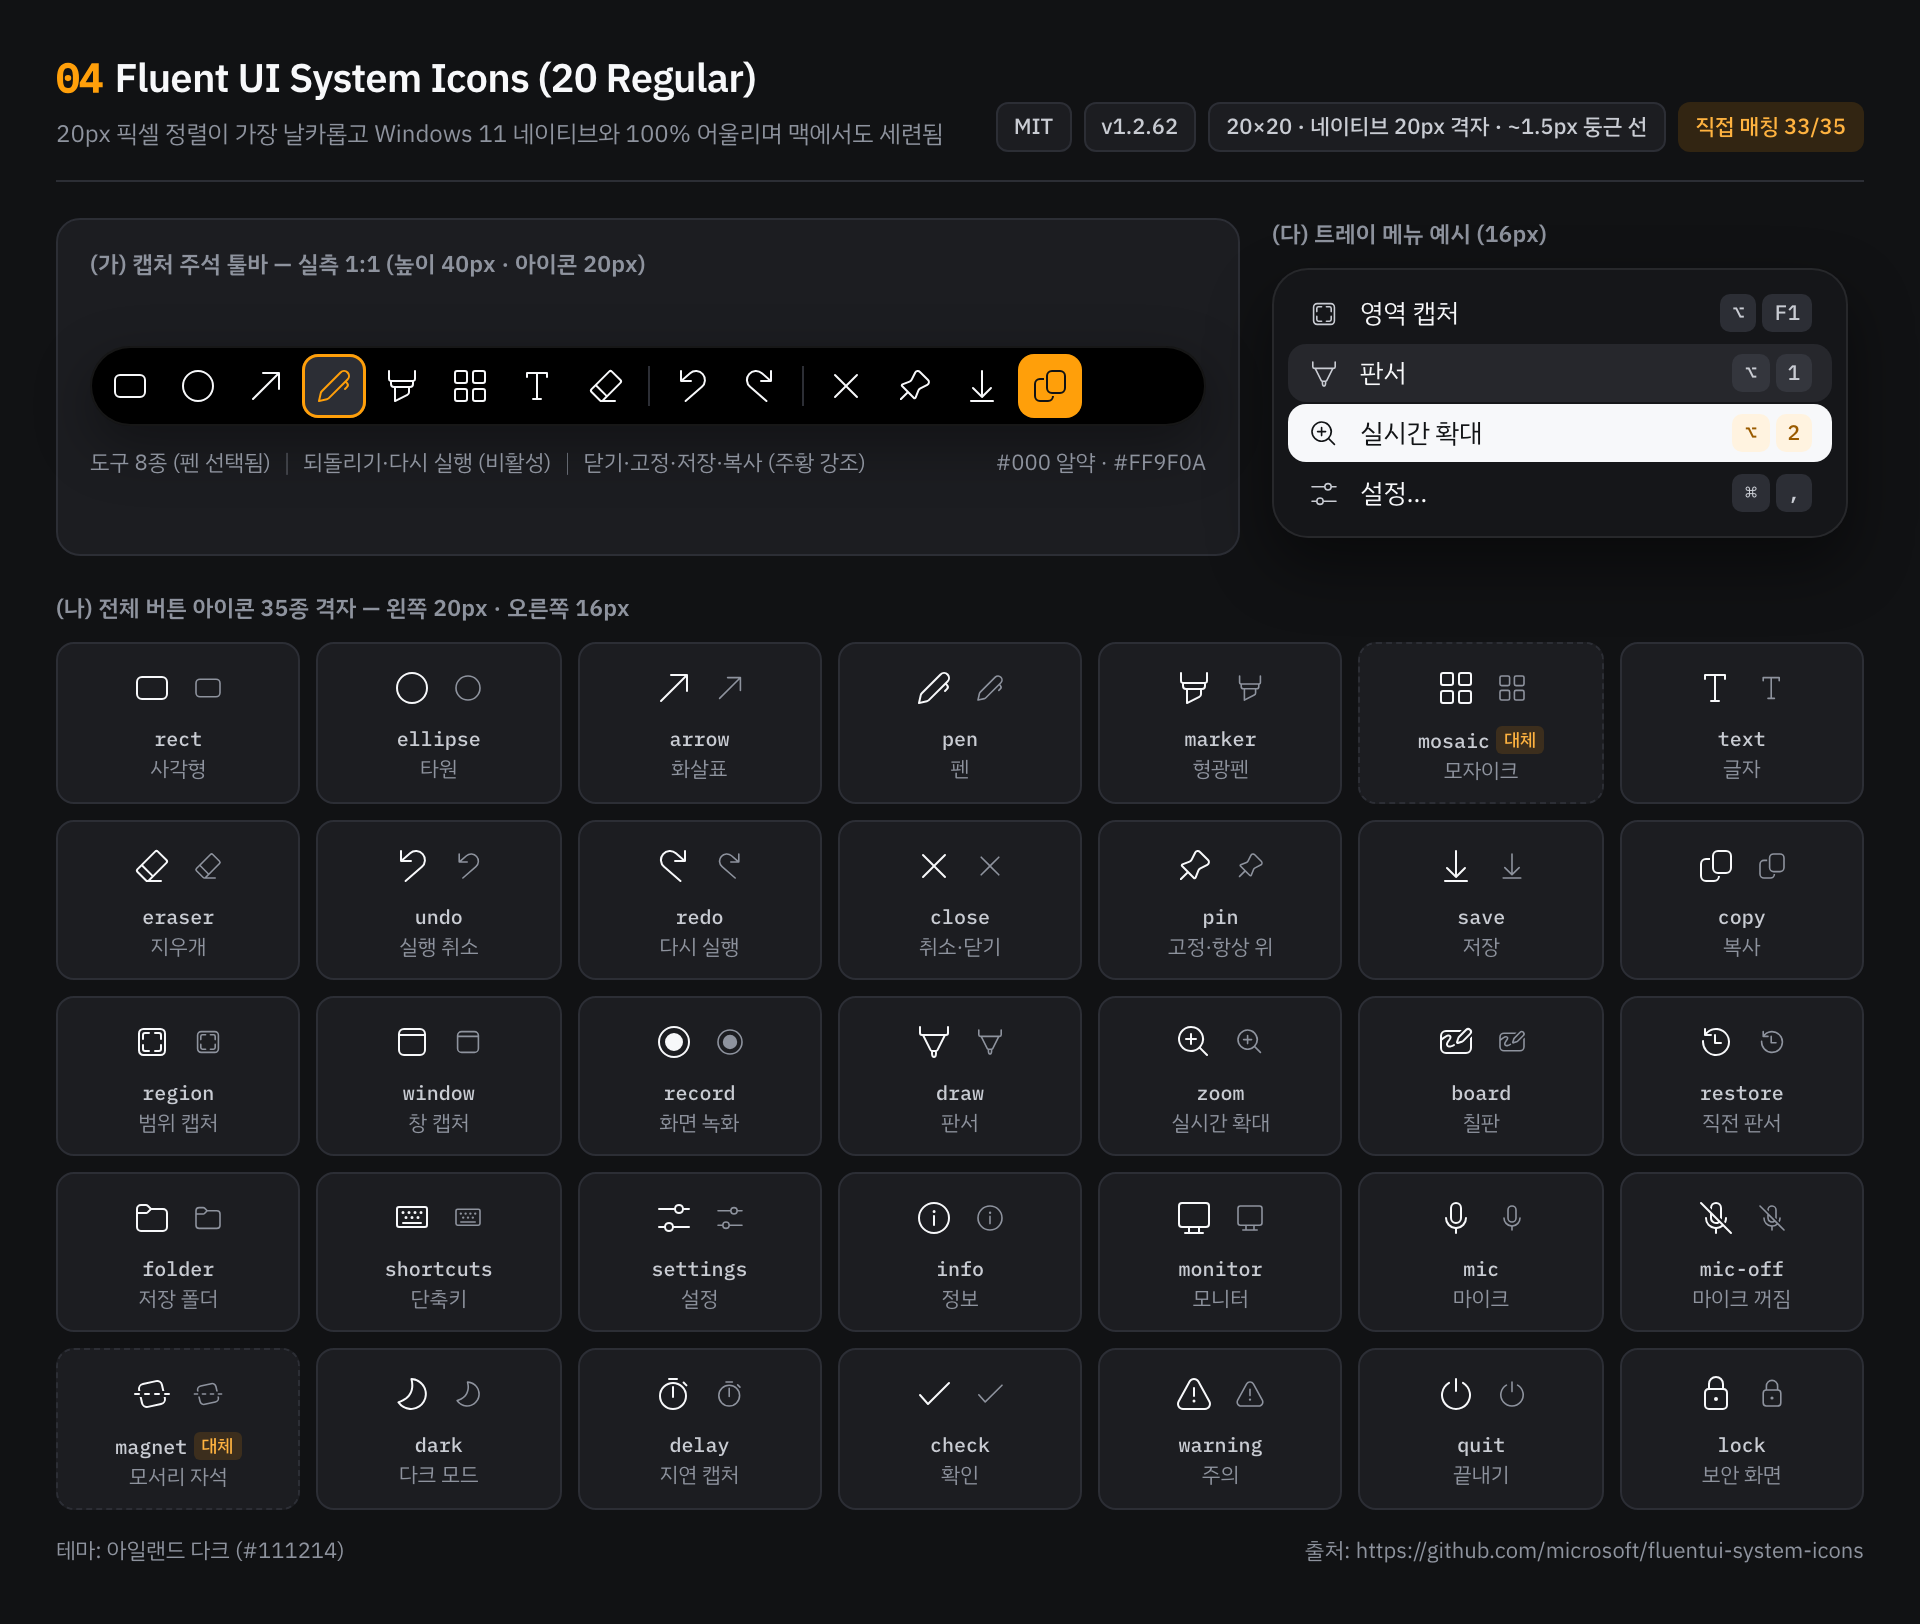 04 Fluent UI System Icons (20 Regular)
20px 픽셀 정렬이 가장 날카롭고 Windows 11 네이티브와 100% 어울리며 맥에서도 세련됨
MIT
v1.2.62
20×20 · 네이티브 20px 격자 · ~1.5px 둥근 선
직접 매칭 33/35
(가) 캡처 주석 툴바 — 실측 1:1 (높이 40px · 아이콘 20px)
도구 8종 (펜 선택됨) | 되돌리기·다시 실행 (비활성) | 닫기·고정·저장·복사 (주황 강조)
#000 알약 · #FF9F0A
(다) 트레이 메뉴 예시 (16px)
영역 캡처 ⌥ F1
판서 ⌥ 1
실시간 확대 ⌥ 2
설정... ⌘ ,
(나) 전체 버튼 아이콘 35종 격자 — 왼쪽 20px · 오른쪽 16px
rect
사각형
ellipse
타원
arrow
화살표
pen
펜
marker
형광펜
mosaic 대체
모자이크
text
글자
eraser
지우개
undo
실행 취소
redo
다시 실행
close
취소·닫기
pin
고정·항상 위
save
저장
copy
복사
region
범위 캡처
window
창 캡처
record
화면 녹화
draw
판서
zoom
실시간 확대
board
칠판
restore
직전 판서
folder
저장 폴더
shortcuts
단축키
settings
설정
info
정보
monitor
모니터
mic
마이크
mic-off
마이크 꺼짐
magnet 대체
모서리 자석
dark
다크 모드
delay
지연 캡처
check
확인
warning
주의
quit
끝내기
lock
보안 화면
테마: 아일랜드 다크 (#111214)
출처: https://github.com/microsoft/fluentui-system-icons